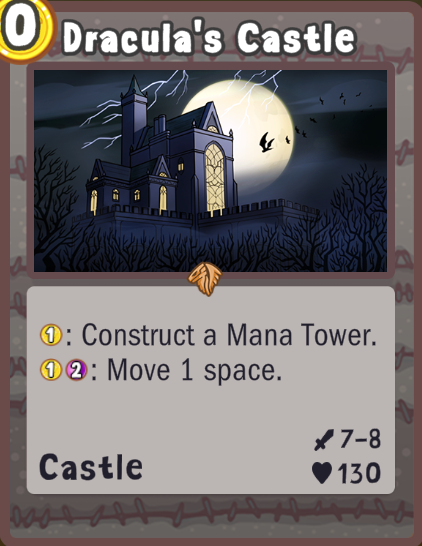 0 Dracula's Castle
1: Construct a Mana Tower.
1 2: Move 1 space.
7-8
Castle 130